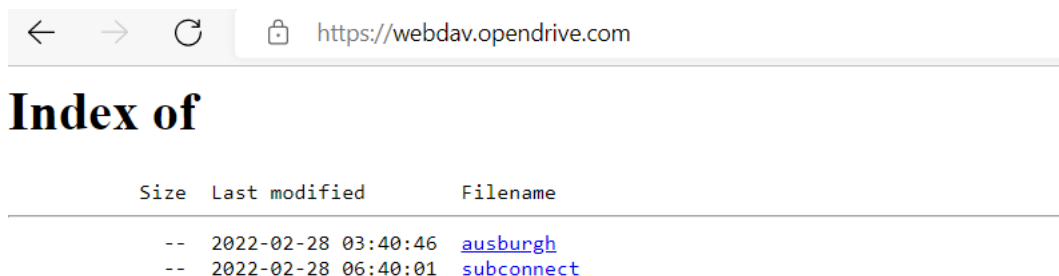 https://webdav.opendrive.com
Index of
Size Last modified Filename
-- 2022-02-28 03:40:46 ausburgh
-- 2022-02-28 06:40:01 subconnect